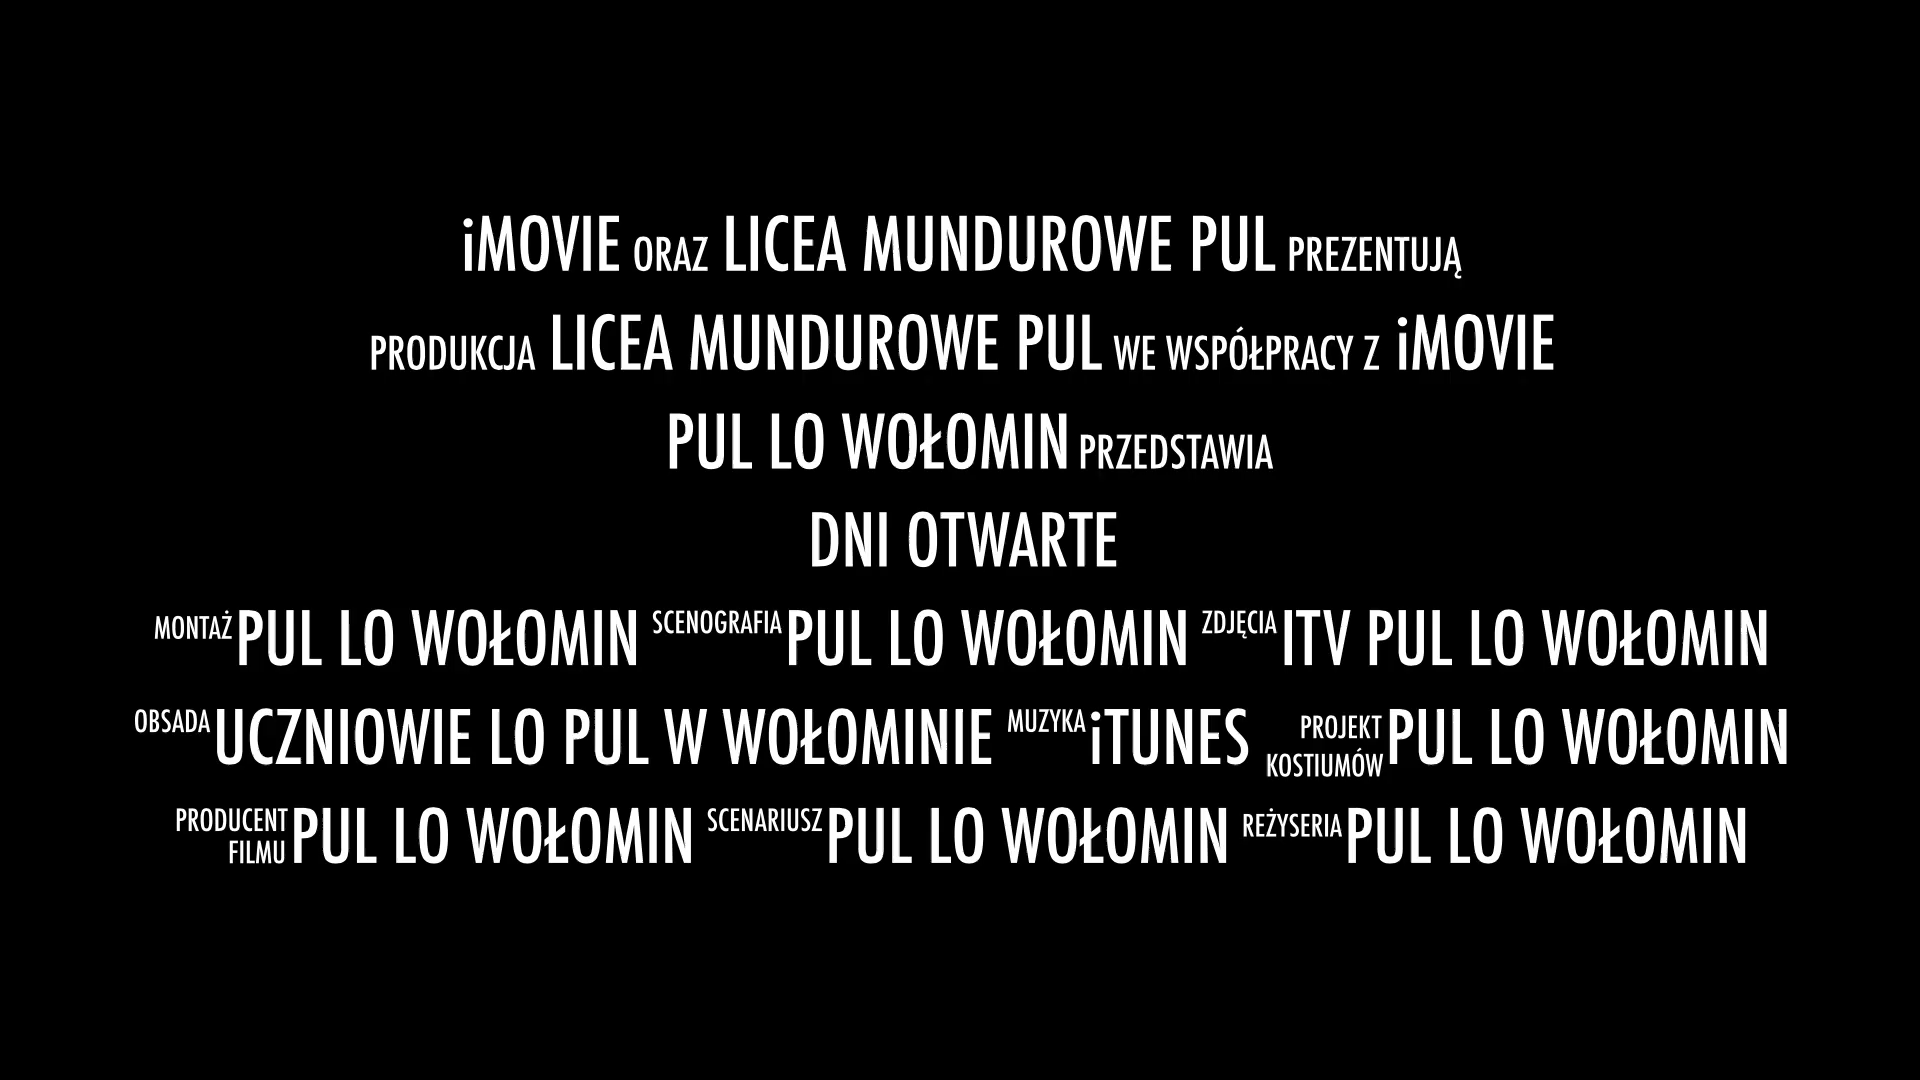 iMOVIE ORAZ LICEA MUNDUROWE PUL PREZENTUJĄ
PRODUKCJA LICEA MUNDUROWE PUL WE WSPÓŁPRACY Z iMOVIE
PUL LO WOŁOMIN PRZEDSTAWIA
DNI OTWARTE
MONTAŻ PUL LO WOŁOMIN SCENOGRAFIA PUL LO WOŁOMIN ZDJĘCIA ITV PUL LO WOŁOMIN
OBSADA UCZNIOWIE LO PUL W WOŁOMINIE MUZYKA iTUNES PROJEKT KOSTIUMÓW PUL LO WOŁOMIN
PRODUCENT FILMU PUL LO WOŁOMIN SCENARIUSZ PUL LO WOŁOMIN REŻYSERIA PUL LO WOŁOMIN